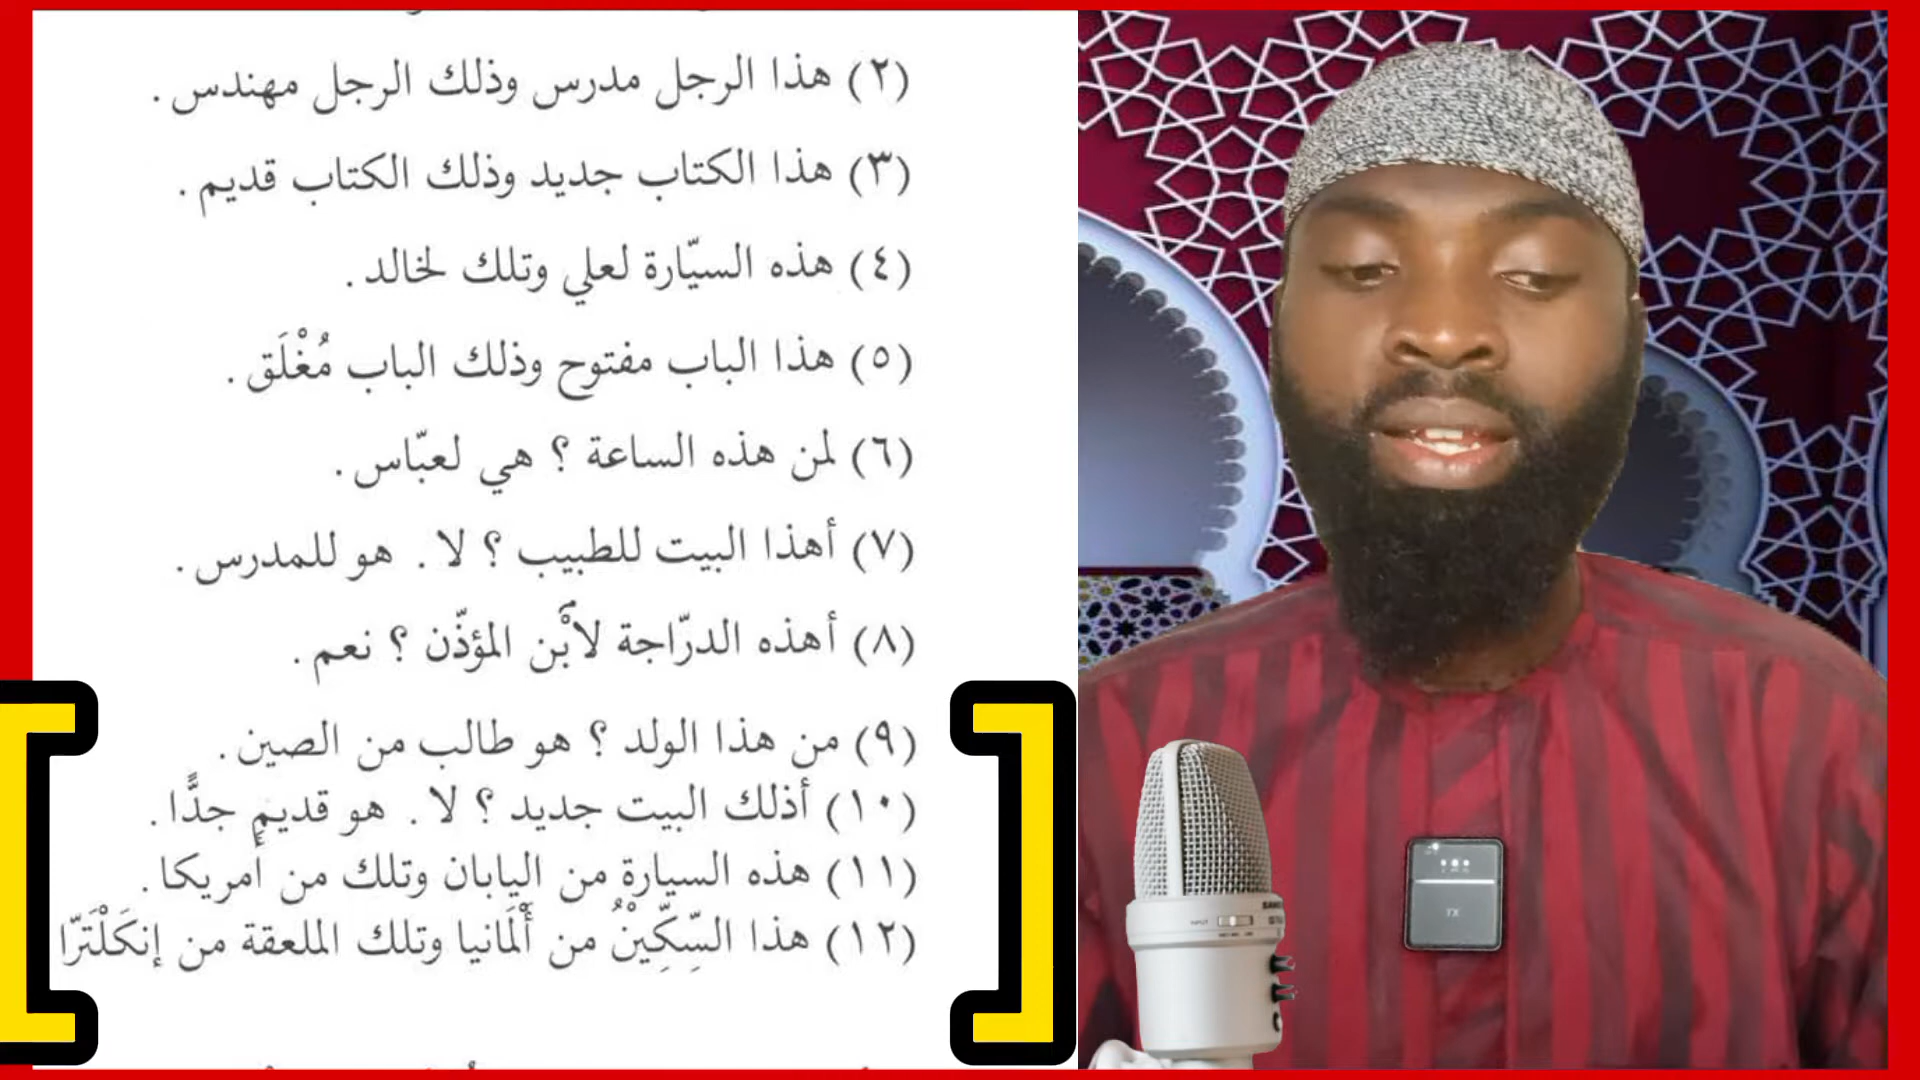 (٢) هذا الرجل مدرس وذلك الرجل مهندس .
(٣) هذا الكتاب جديد وذلك الكتاب قديم .
(٤) هذه السيّارة لعلي وتلك لخالد .
(٥) هذا الباب مفتوح وذلك الباب مُغْلَق .
(٦) لمن هذه الساعة ؟ هي لعبّاس .
(٧) أهذا البيت للطبيب ؟ لا . هو للمدرس .
(٨) أهذه الدرّاجة لابْن المؤذّن ؟ نعم .
(٩) من هذا الولد ؟ هو طالب من الصين .
(١٠) أذلك البيت جديد ؟ لا . هو قديم جدًّا .
(١١) هذه السيارة من اليابان وتلك من أمريكا .
(١٢) هذا السِّكِّيْنُ من أَلْمَانيا وتلك الملعقة من إنكَلْتَرّا
INPUT
TX